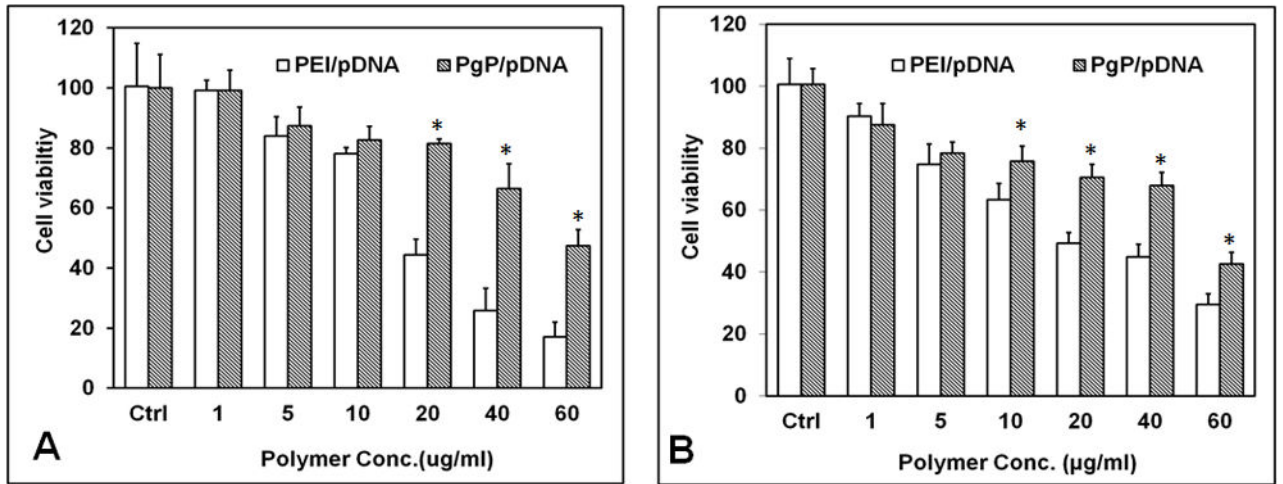 120
100
80
60
40
20
0
Cell viabiltiy
PEI/pDNA PgP/pDNA
* * *
Ctrl 1 5 10 20 40 60
Polymer Conc.(ug/ml)
A
120
100
80
60
40
20
0
Cell viability
PEI/pDNA PgP/pDNA
* * * *
Ctrl 1 5 10 20 40 60
Polymer Conc. (µg/ml)
B